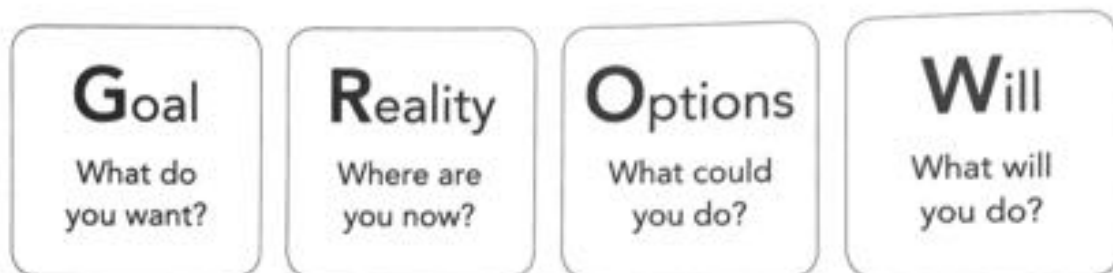 Goal
What do
you want?
Reality
Where are
you now?
Options
What could
you do?
Will
What will
you do?